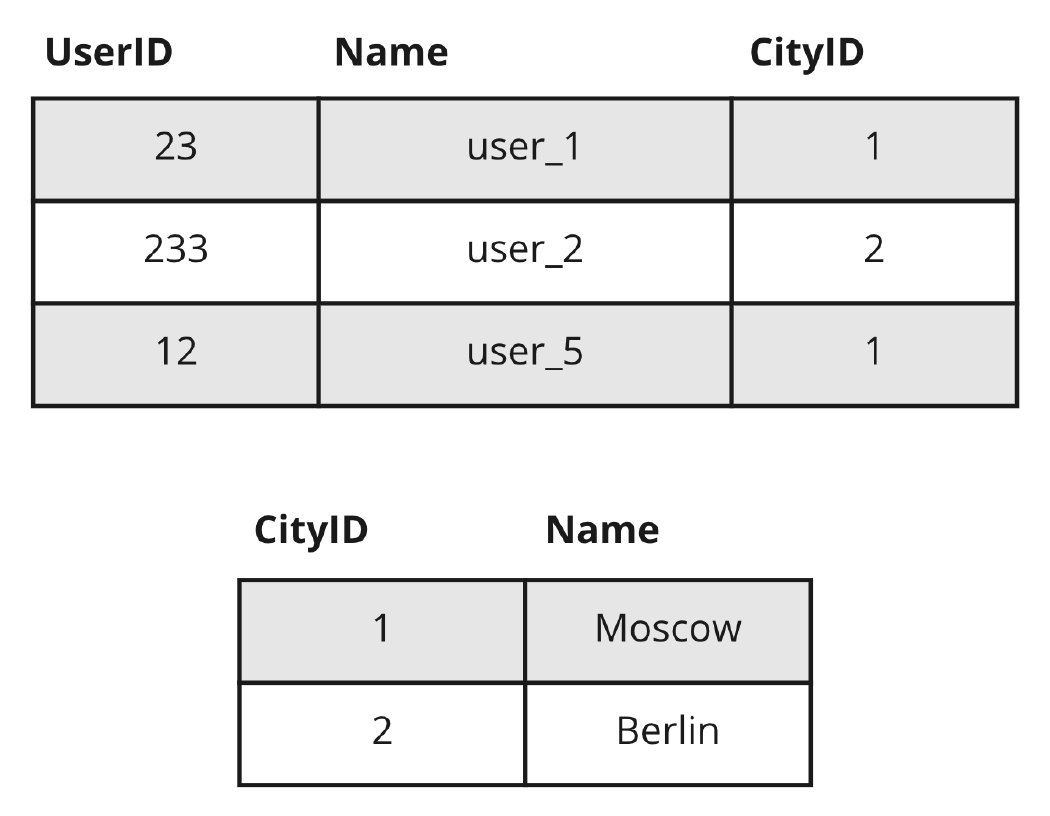 UserID Name CityID
23 user_1 1
233 user_2 2
12 user_5 1
CityID Name
1 Moscow
2 Berlin